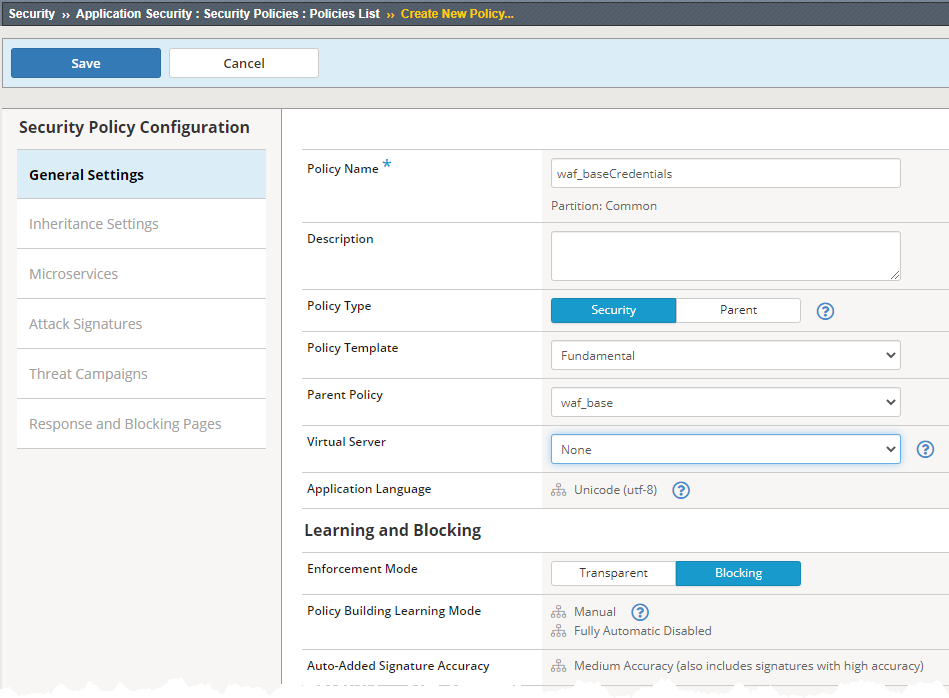 Security ›› Application Security : Security Policies : Policies List ›› Create New Policy...
Save Cancel
Security Policy Configuration
General Settings
Inheritance Settings
Microservices
Attack Signatures
Threat Campaigns
Response and Blocking Pages
Policy Name * waf_baseCredentials
Partition: Common
Description
Policy Type Security Parent ?
Policy Template Fundamental
Parent Policy waf_base
Virtual Server None ?
Application Language Unicode (utf-8) ?
Learning and Blocking
Enforcement Mode Transparent Blocking
Policy Building Learning Mode Manual ?
Fully Automatic Disabled
Auto-Added Signature Accuracy Medium Accuracy (also includes signatures with high accuracy)